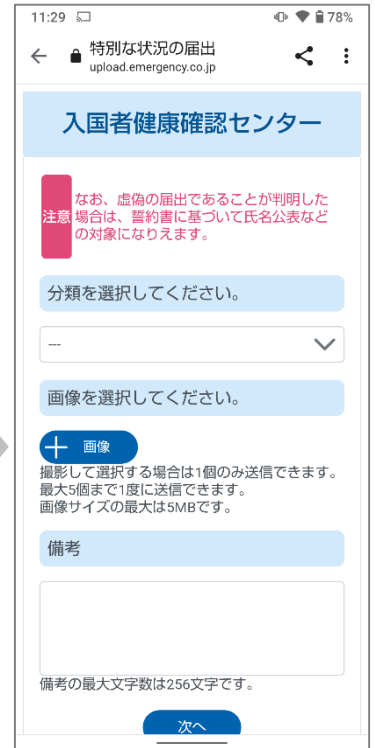 11:29 78%
特別な状況の届出
upload.emergency.co.jp
入国者健康確認センター
注意
なお、虚偽の届出であることが判明した
場合は、誓約書に基づいて氏名公表など
の対象になりえます。
分類を選択してください。
---
画像を選択してください。
画像
撮影して選択する場合は1個のみ送信できます。
最大5個まで1度に送信できます。
画像サイズの最大は5MBです。
備考
備考の最大文字数は256文字です。
次へ